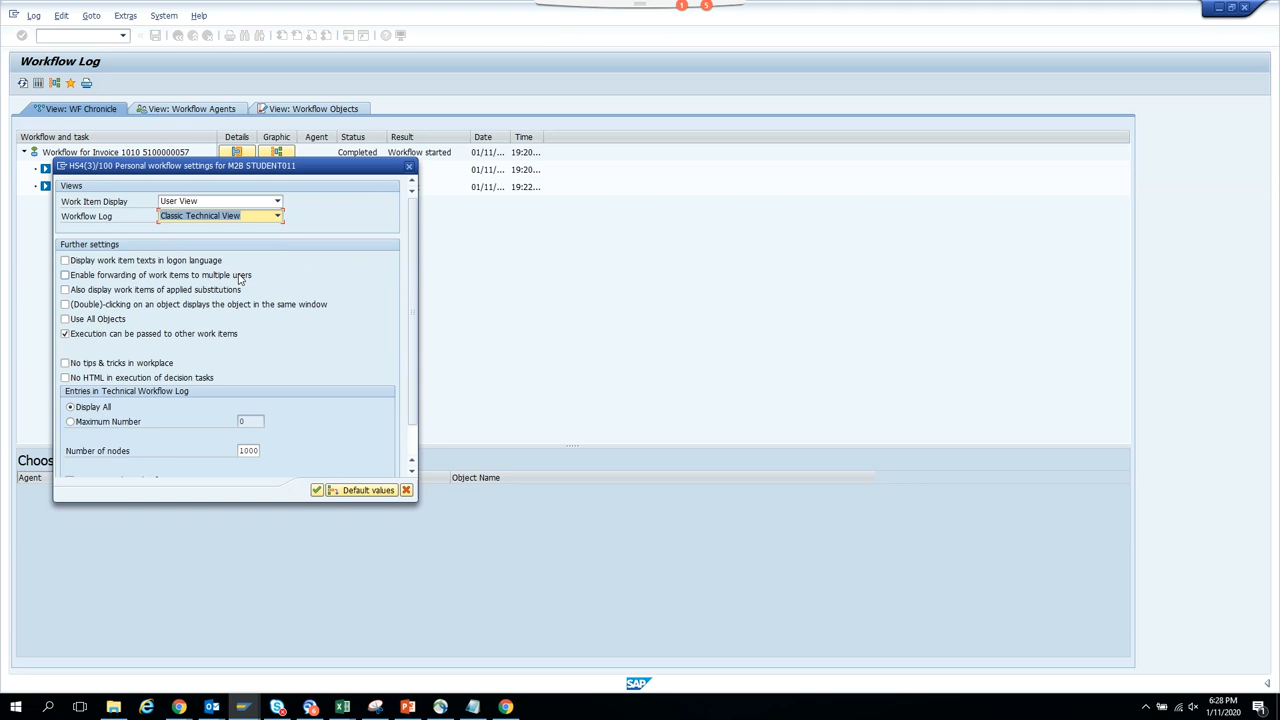 Log Edit Goto Extras System Help
1 5
Workflow Log
View: WF Chronicle View: Workflow Agents View: Workflow Objects
Workflow and task Details Graphic Agent Status Result Date Time
Workflow for Invoice 1010 5100000057 Completed Workflow started 01/11/... 19:20...
01/11/... 19:20...
01/11/... 19:22...
HS4(3)/100 Personal workflow settings for M2B STUDENT011
Views
Work Item Display User View
Workflow Log Classic Technical View
Further settings
Display work item texts in logon language
Enable forwarding of work items to multiple users
Also display work items of applied substitutions
(Double)-clicking on an object displays the object in the same window
Use All Objects
Execution can be passed to other work items
No tips & tricks in workplace
No HTML in execution of decision tasks
Entries in Technical Workflow Log
Display All
Maximum Number 0
Number of nodes 1000
Default values
Choos
Agent Object Name
SAP
6:28 PM
1/11/2020